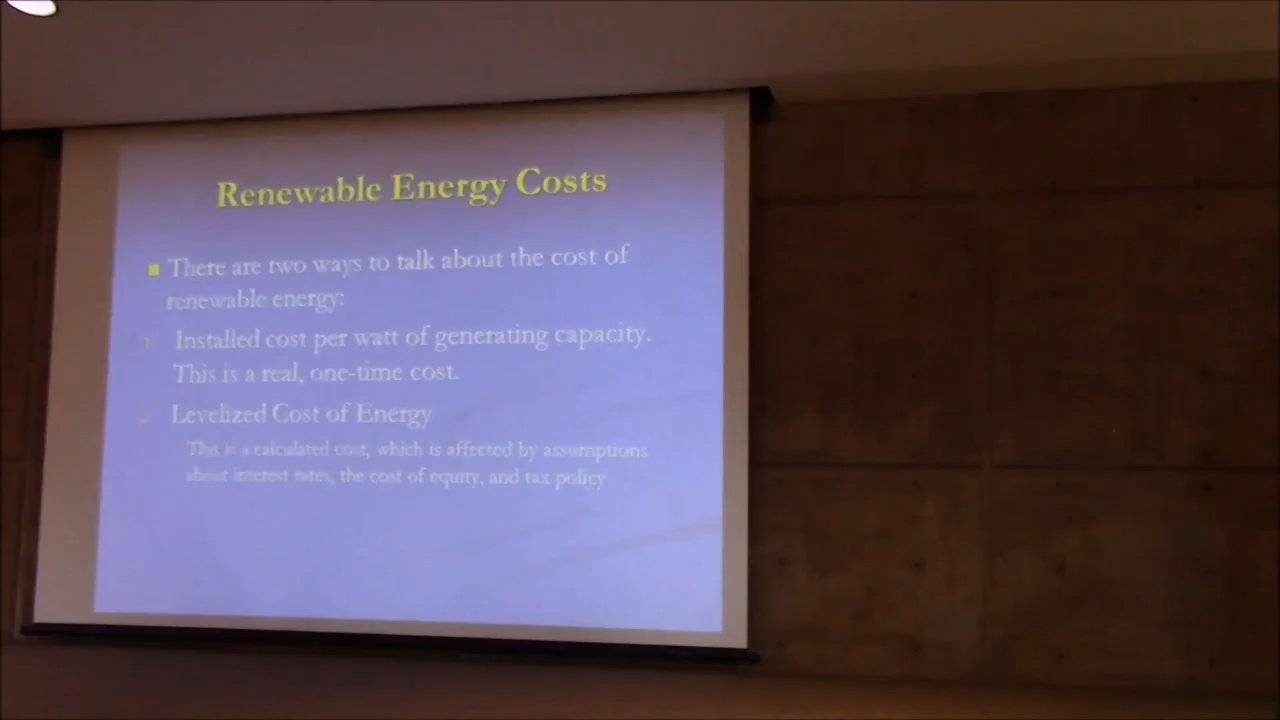 Renewable Energy Costs
There are two ways to talk about the cost of
renewable energy:
1. Installed cost per watt of generating capacity.
This is a real, one-time cost.
2. Levelized Cost of Energy
This is a calculated cost, which is affected by assumptions
about interest rates, the cost of equity, and tax policy